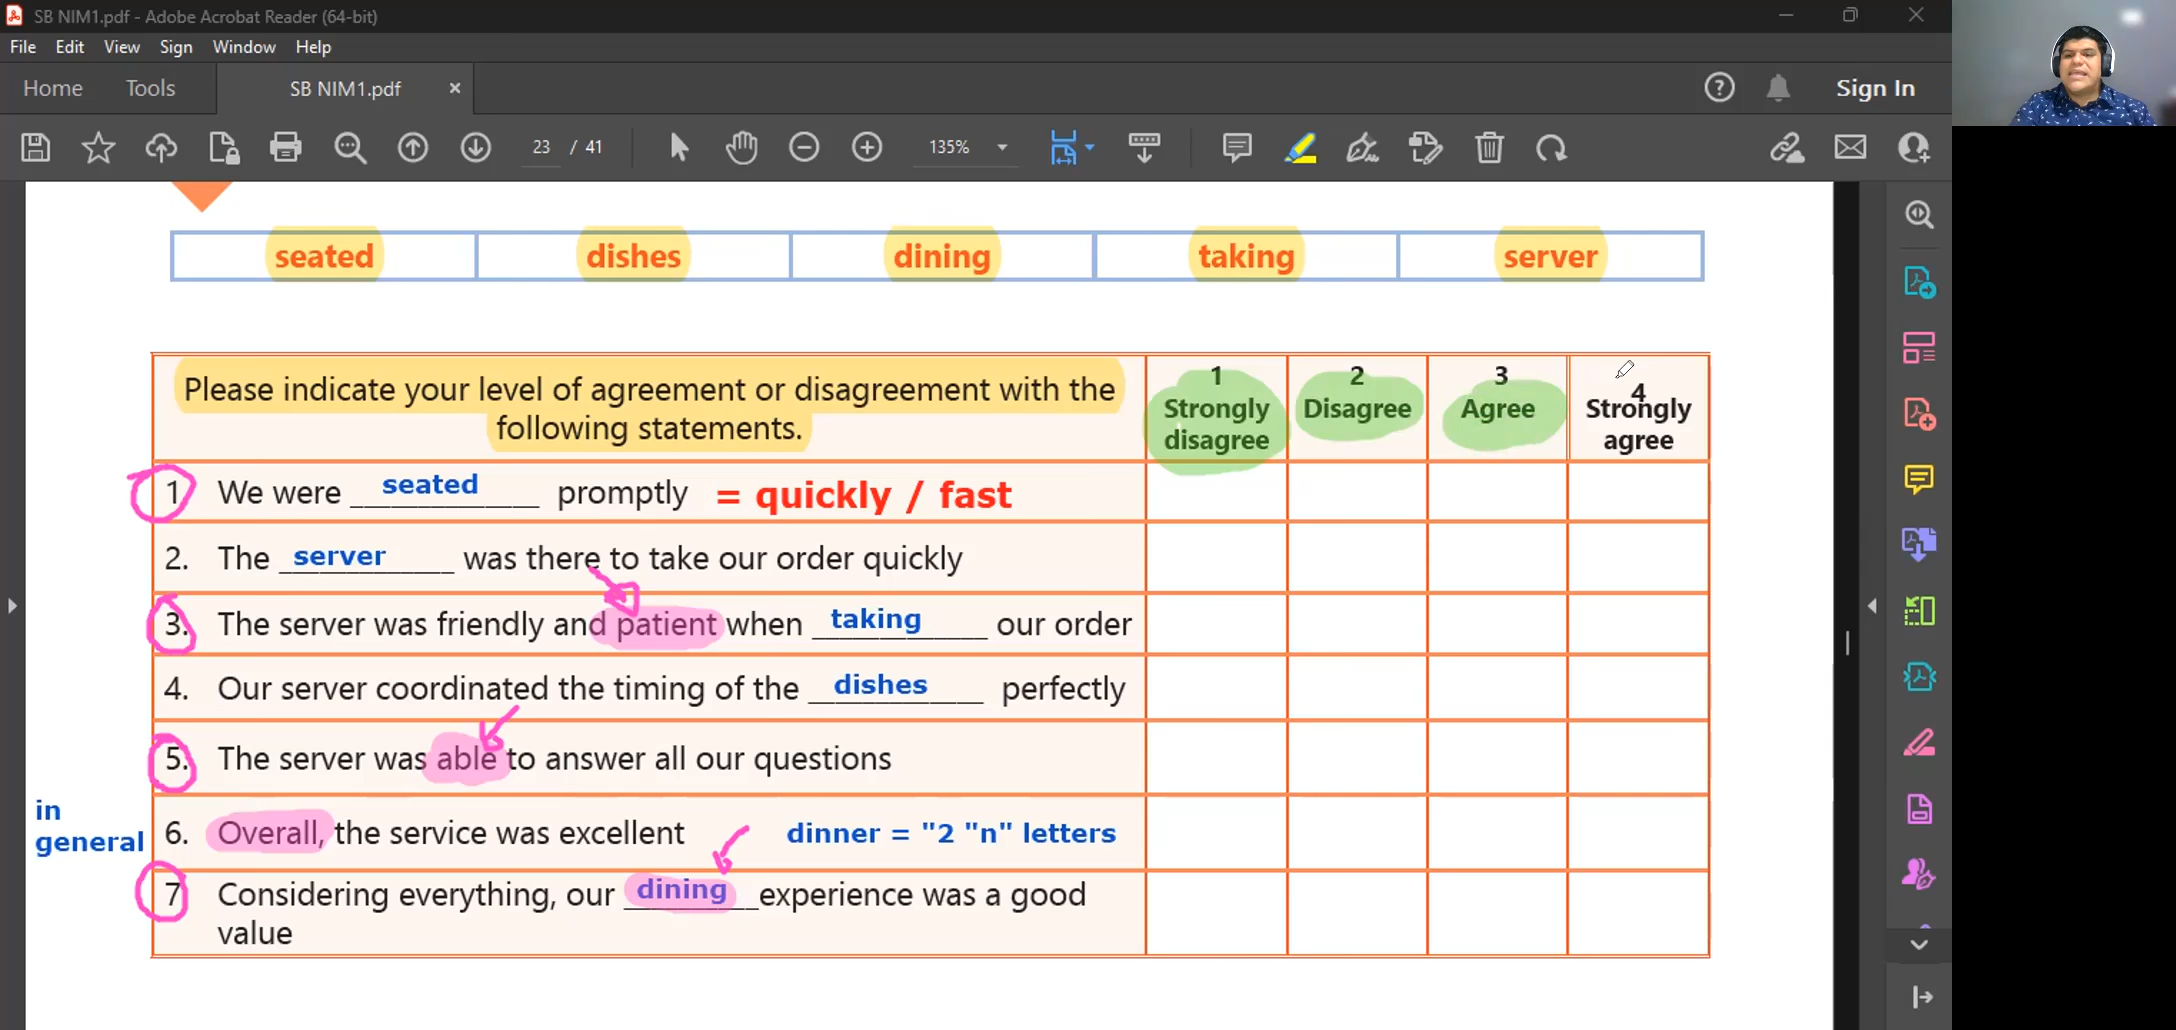 SB NIM1.pdf - Adobe Acrobat Reader (64-bit)
File Edit View Sign Window Help
Home Tools SB NIM1.pdf × Sign In
23 / 41 135%
seated dishes dining taking server
Please indicate your level of agreement or disagreement with the
following statements.
1
Strongly
disagree
2
Disagree
3
Agree
4
Strongly
agree
1 We were seated promptly = quickly / fast
2. The server was there to take our order quickly
3. The server was friendly and patient when taking our order
4. Our server coordinated the timing of the dishes perfectly
5. The server was able to answer all our questions
in
general
6. Overall, the service was excellent dinner = "2 "n" letters
7 Considering everything, our dining experience was a good
value